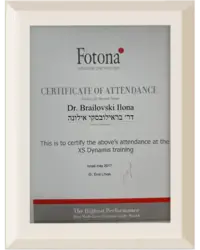 Fotona
CERTIFICATE OF ATTENDANCE
Dr. Brailovski Ilona
דר׳ בראילובסקי אילונה
This is to certify the above's attendance at the
XS Dynamis training
The Highest Performance